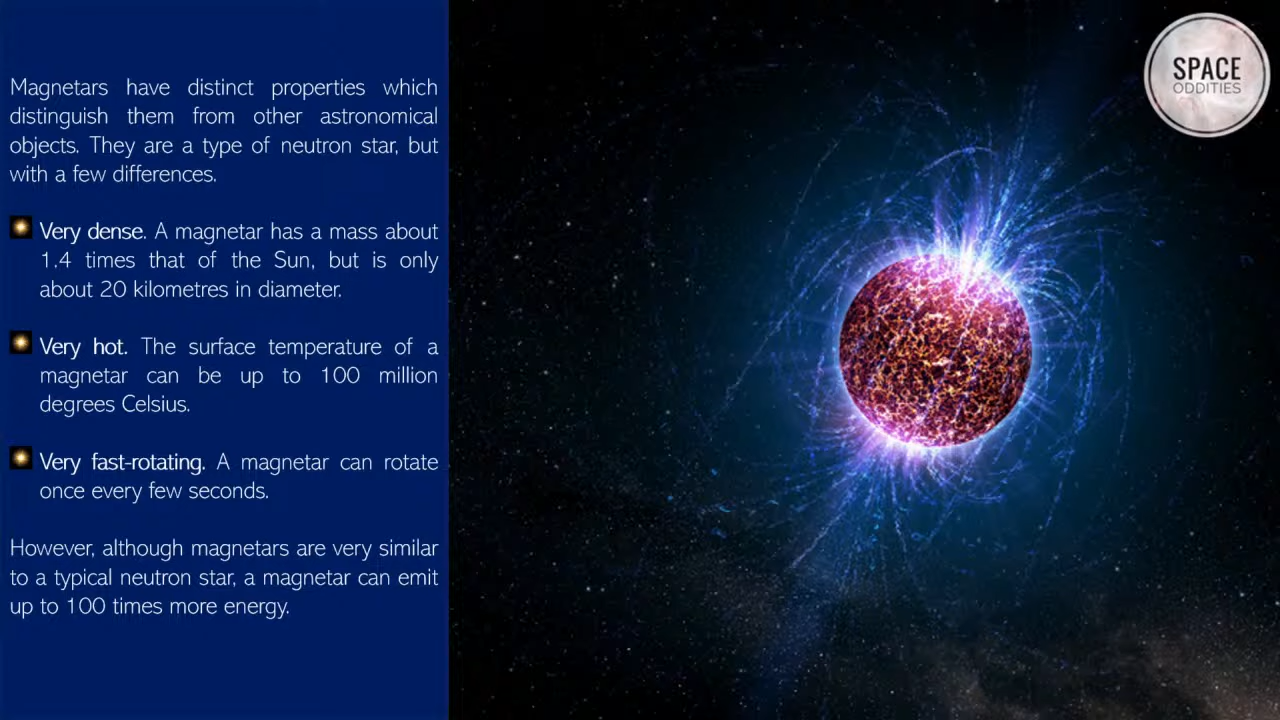 Magnetars have distinct properties which
distinguish them from other astronomical
objects. They are a type of neutron star, but
with a few differences.
Very dense. A magnetar has a mass about
1.4 times that of the Sun, but is only
about 20 kilometres in diameter.
Very hot. The surface temperature of a
magnetar can be up to 100 million
degrees Celsius.
Very fast-rotating. A magnetar can rotate
once every few seconds.
However, although magnetars are very similar
to a typical neutron star, a magnetar can emit
up to 100 times more energy.
SPACE
ODDITIES